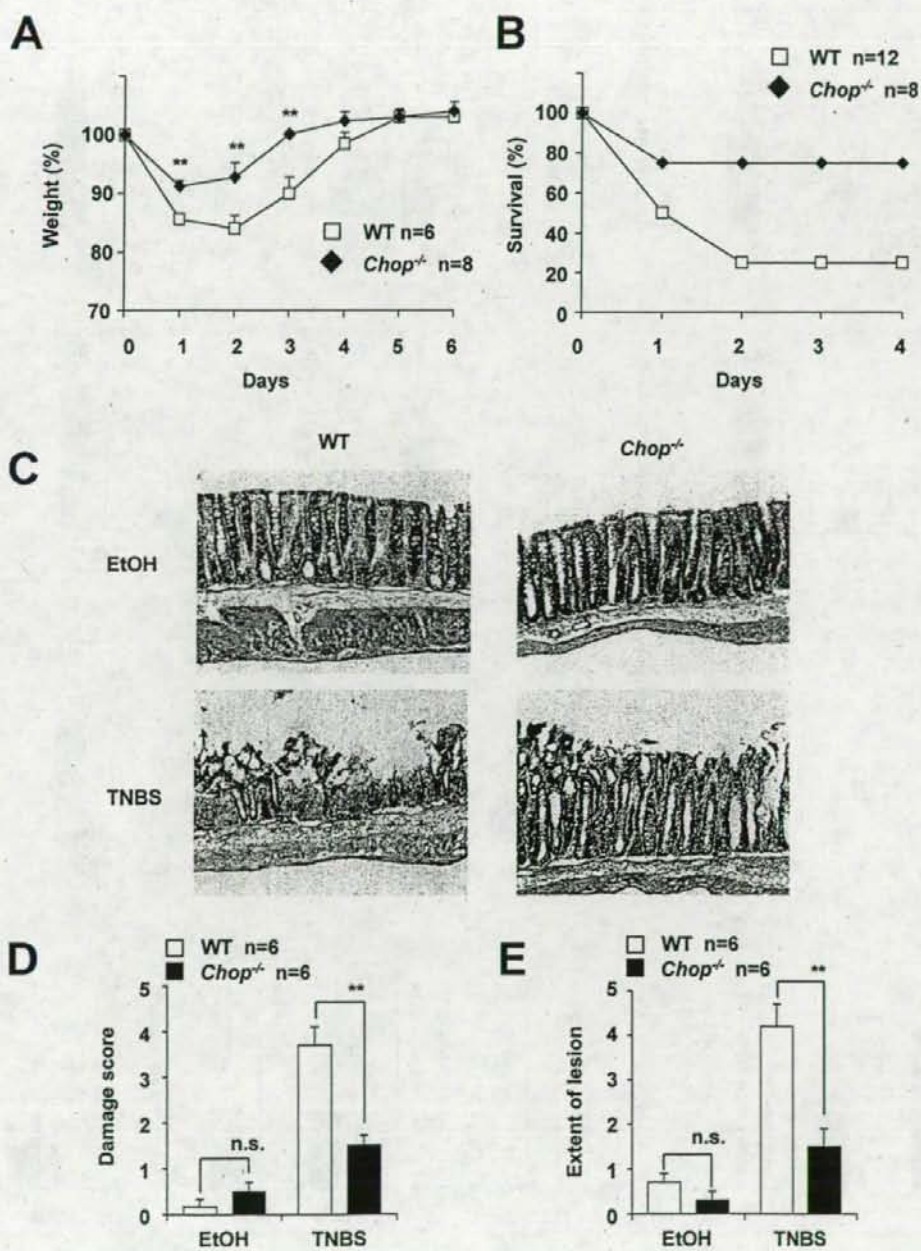 A
Weight (%)
100
90
80
70
** ** **
WT n=6
Chop-/- n=8
0 1 2 3 4 5 6
Days
B
WT n=12
Chop-/- n=8
Survival (%)
100
80
60
40
20
0
0 1 2 3 4
Days
C
WT
Chop-/-
EtOH
TNBS
D
WT n=6
Chop-/- n=6
Damage score
5
4
3
2
1
0
n.s.
**
EtOH TNBS
E
WT n=6
Chop-/- n=6
Extent of lesion
5
4
3
2
1
0
n.s.
**
EtOH TNBS